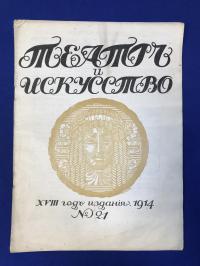 ТЕАТРЪ
и
ИСКУССТВО
XVIII годъ изданія. 1914
№ 21